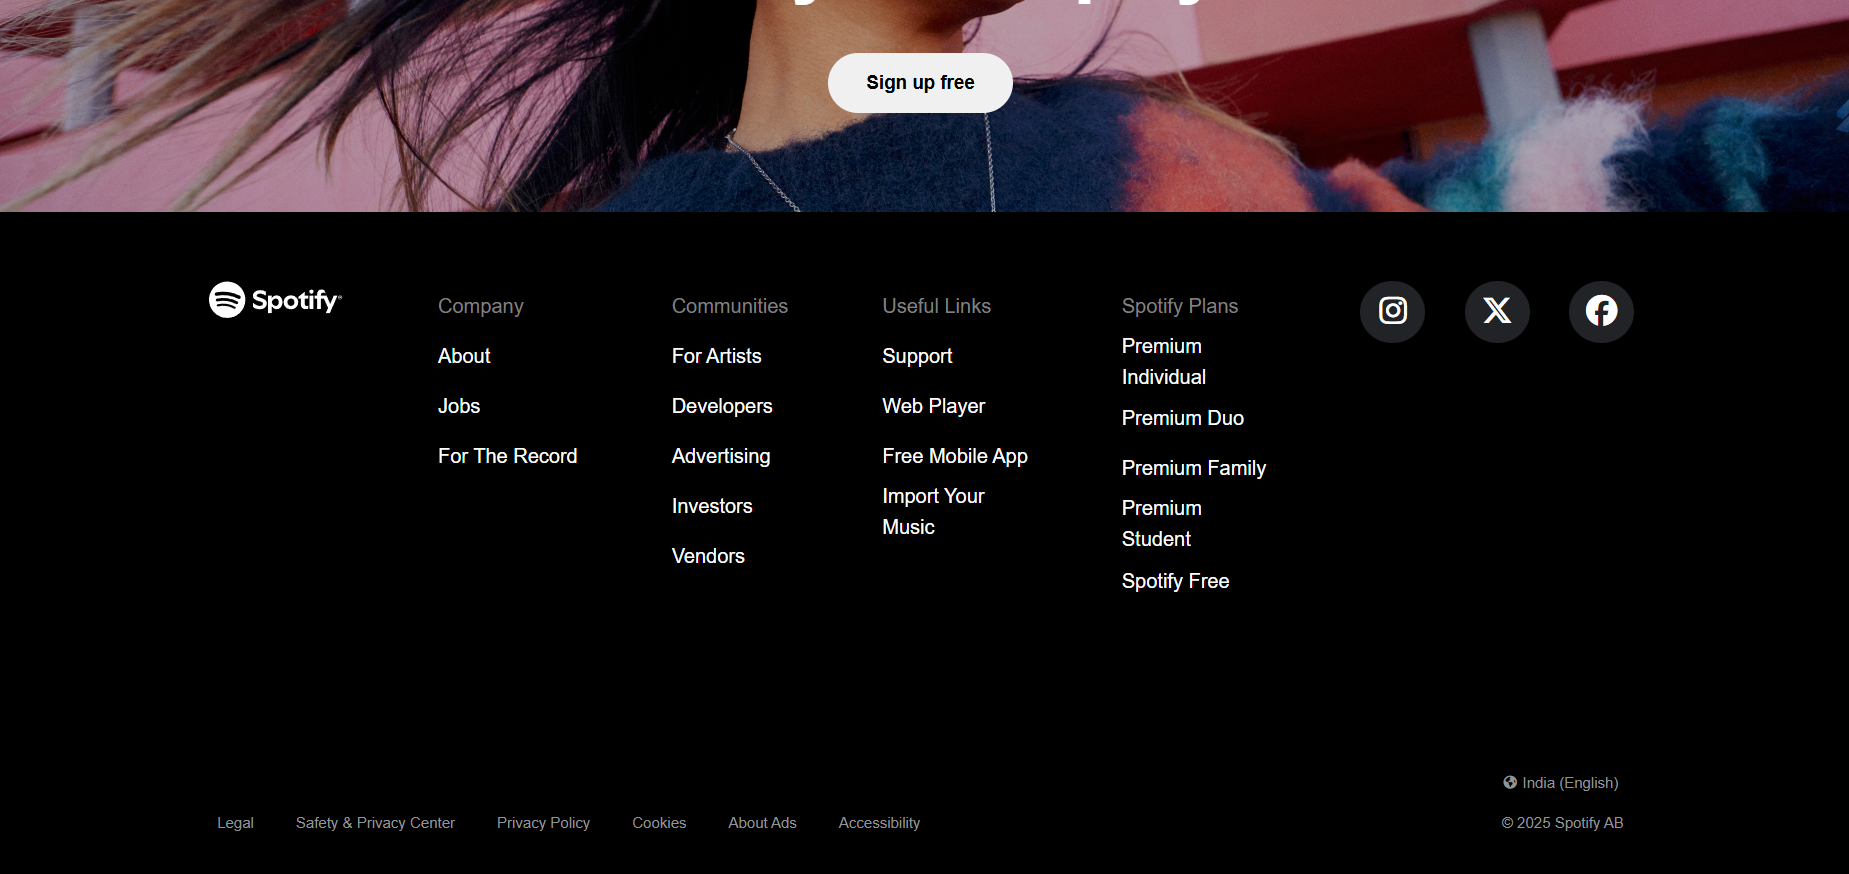 Sign up free
Spotify
Company
About
Jobs
For The Record
Communities
For Artists
Developers
Advertising
Investors
Vendors
Useful Links
Support
Web Player
Free Mobile App
Import Your
Music
Spotify Plans
Premium
Individual
Premium Duo
Premium Family
Premium
Student
Spotify Free
India (English)
Legal
Safety & Privacy Center
Privacy Policy
Cookies
About Ads
Accessibility
© 2025 Spotify AB